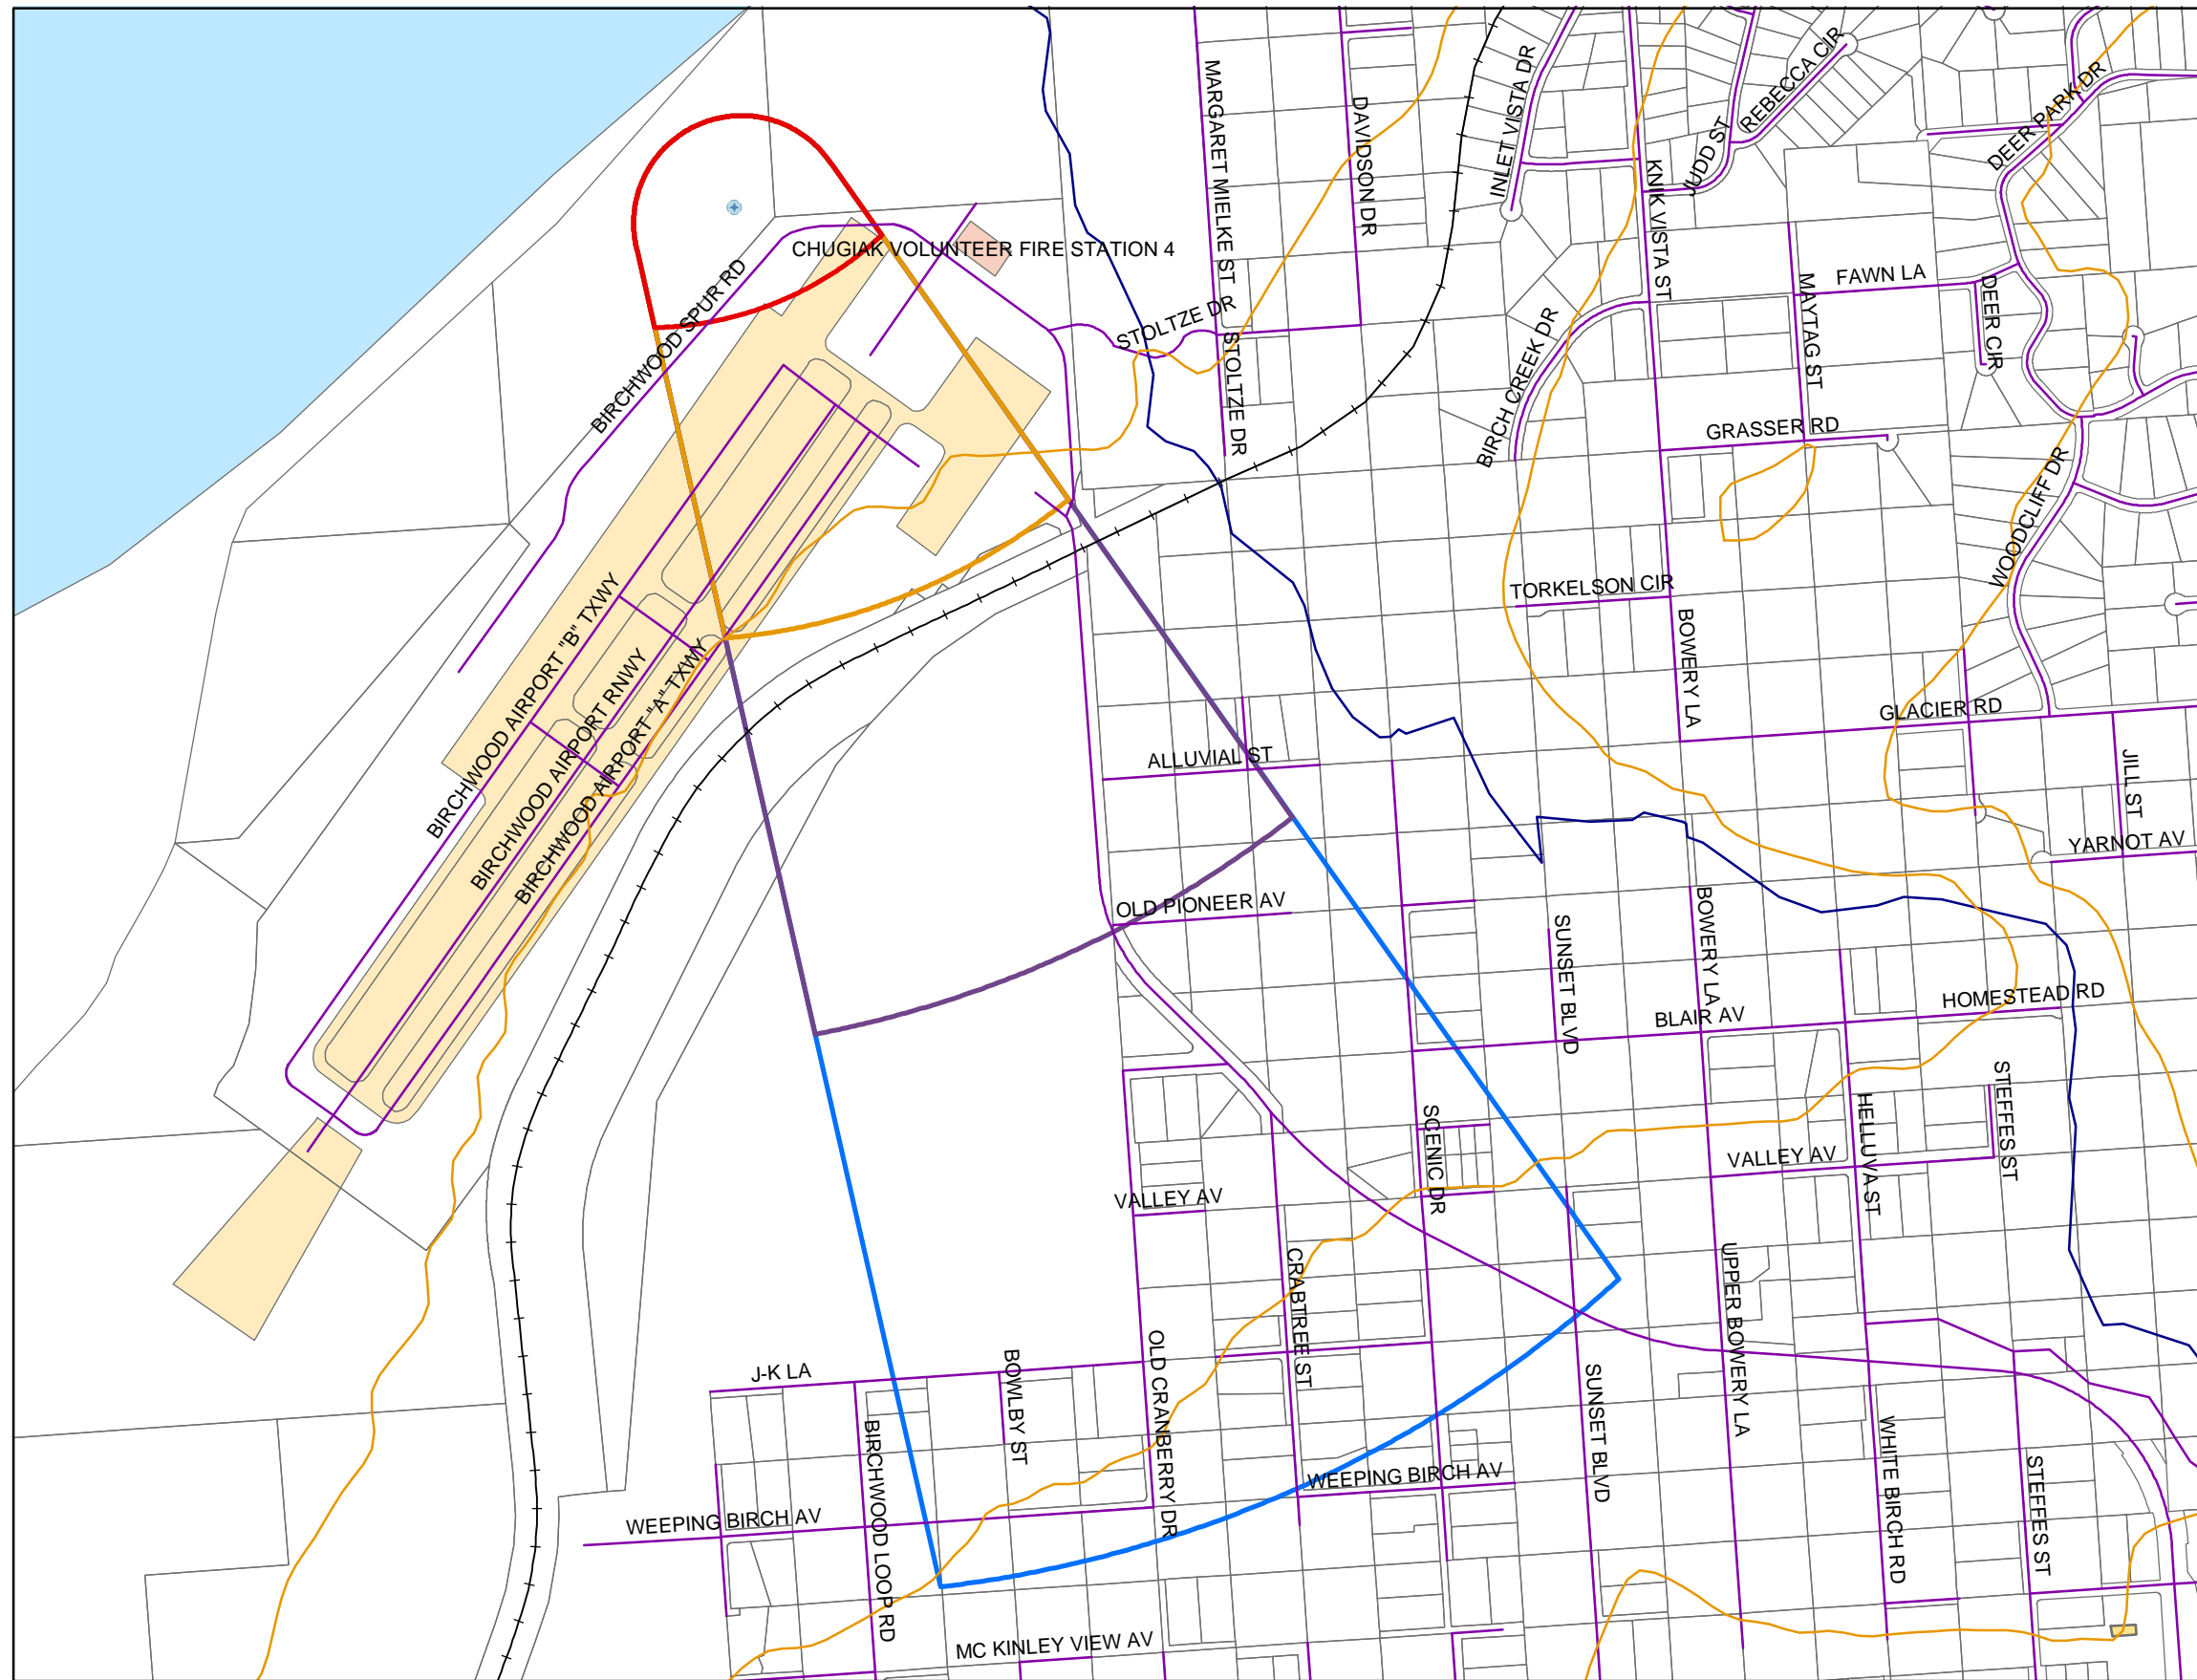 REBECCA CIR
INLET VISTA DR
DEER PARK DR
MARGARET MIELKE ST
DAVIDSON DR
JUDD ST
KNIK VISTA ST
CHUGIAK VOLUNTEER FIRE STATION 4
BIRCHWOOD SPUR RD
FAWN LA
DEER CIR
MAYTAG ST
STOLTZE DR
STOLTZE DR
BIRCH CREEK DR
GRASSER RD
WOODCLIFF DR
TORKELSON CIR
BOWERY LA
BIRCHWOOD AIRPORT "B" TXWY
BIRCHWOOD AIRPORT RNWY
BIRCHWOOD AIRPORT "A" TXWY
GLACIER RD
ALLUVIAL ST
JILL ST
YARNOT AV
OLD PIONEER AV
BOWERY LA
SUNSET BLVD
HOMESTEAD RD
BLAIR AV
STEFFES ST
HELLUVA ST
SCENIC DR
VALLEY AV
VALLEY AV
CRABTREE ST
UPPER BOWERY LA
J-K LA
BOWLBY ST
OLD CRANBERRY DR
SUNSET BLVD
BIRCHWOOD LOOP RD
WHITE BIRCH RD
STEFFES ST
WEEPING BIRCH AV
WEEPING BIRCH AV
MC KINLEY VIEW AV